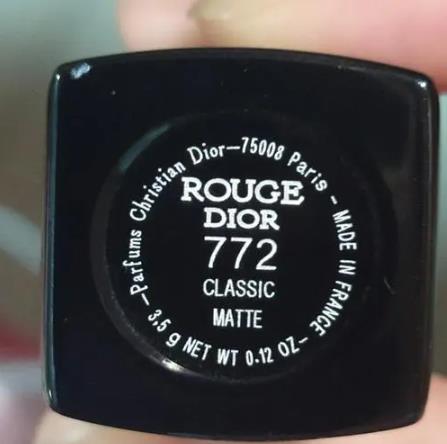 ROUGE
DIOR
772
CLASSIC
MATTE
Parfums Christian Dior—75008 Paris - MADE IN FRANCE- 3,5 g NET WT 0.12 OZ-